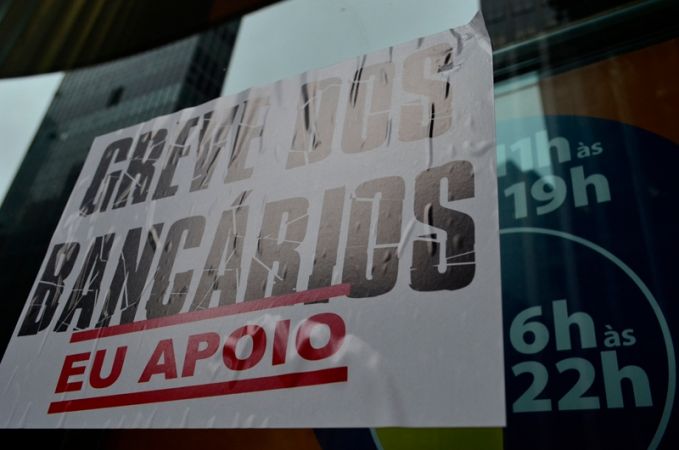 GREVE DOS
BANCÁRIOS
EU APOIO
11h às
19h
6h às
22h